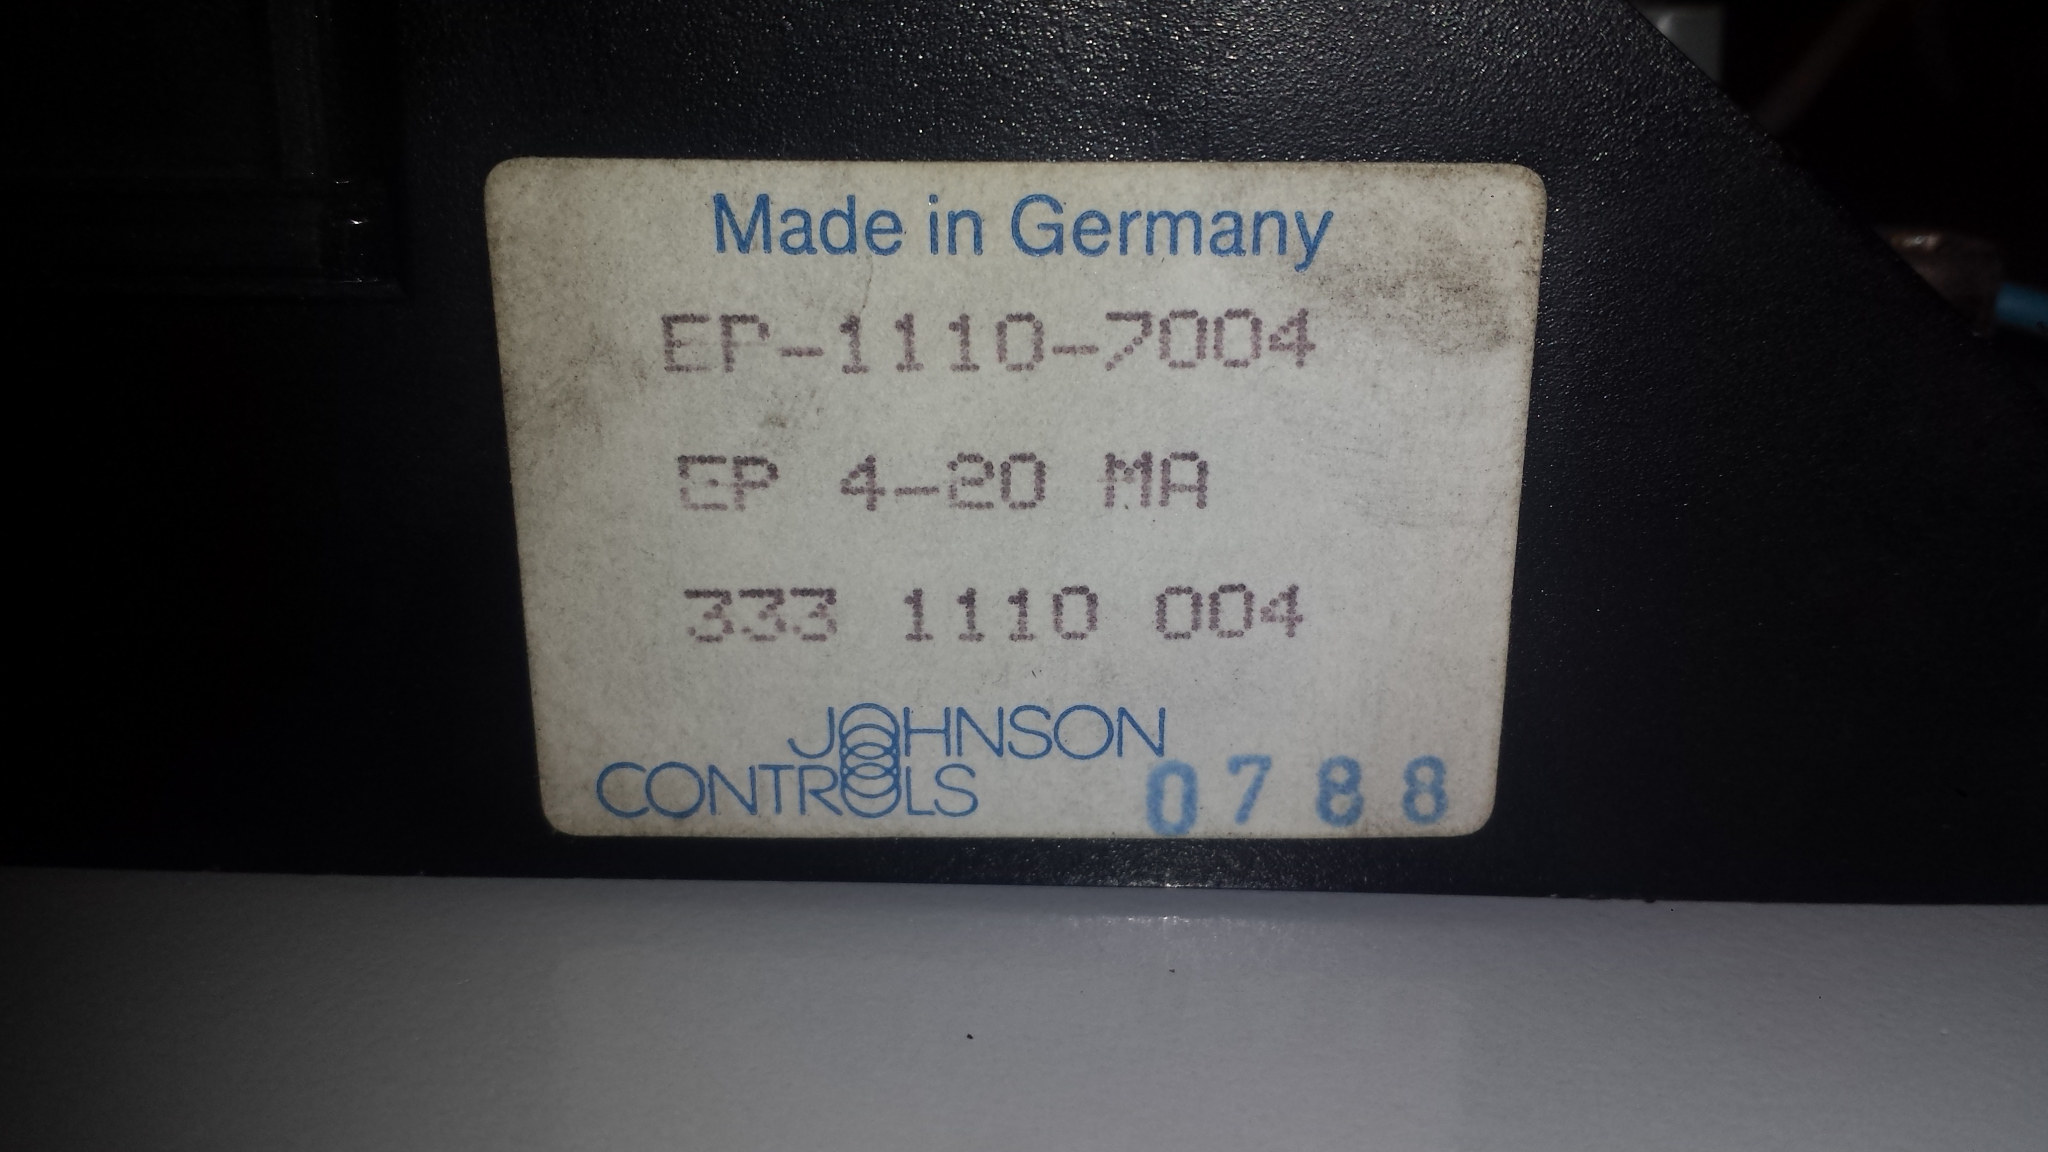 Made in Germany
EP-1110-7004
EP 4-20 MA
333 1110 004
JOHNSON
CONTROLS
0788